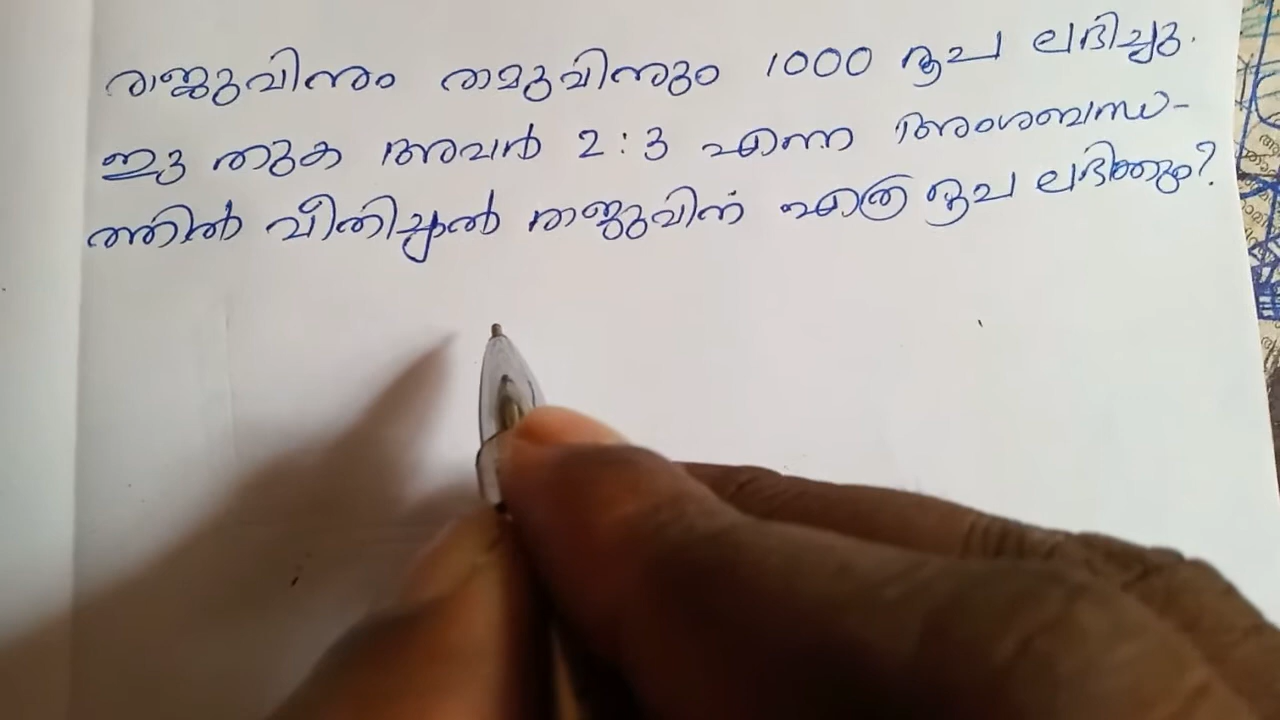 രാജുവിനും രാമുവിനും 1000 രൂപ ലഭിച്ചു.
ഈ തുക അവർ 2:3 എന്ന അംശബന്ധ-
ത്തിൽ വീതിച്ചാൽ രാജുവിന് എത്ര രൂപ ലഭിക്കും?